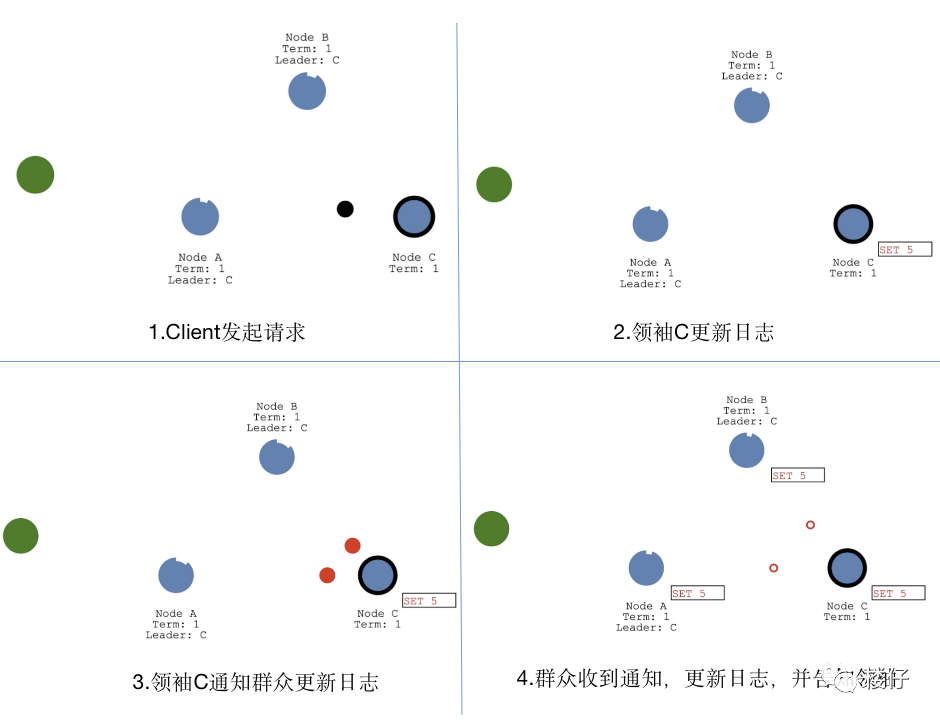 Node B
Term: 1
Leader: C
Node A
Term: 1
Leader: C
Node C
Term: 1
1.Client发起请求
Node B
Term: 1
Leader: C
SET 5
Node A
Term: 1
Leader: C
Node C
Term: 1
2.领袖C更新日志
Node B
Term: 1
Leader: C
SET 5
Node A
Term: 1
Leader: C
Node C
Term: 1
3.领袖C通知群众更新日志
Node B
Term: 1
Leader: C
SET 5
SET 5
SET 5
Node A
Term: 1
Leader: C
Node C
Term: 1
4.群众收到通知，更新日志，并